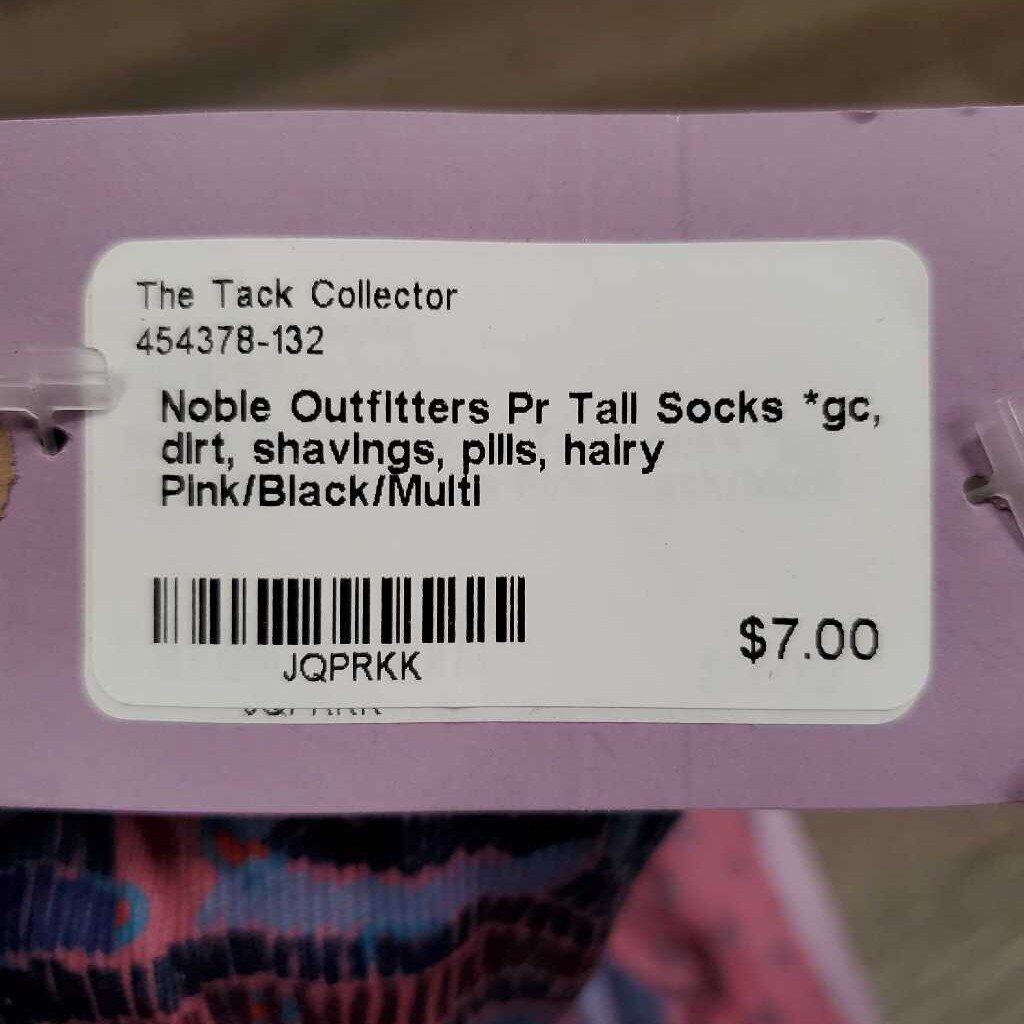 The Tack Collector
454378-132
Noble Outfitters Pr Tall Socks *gc,
dirt, shavings, pills, hairy
Pink/Black/Multi
JQPRKK
$7.00
JQPRKK